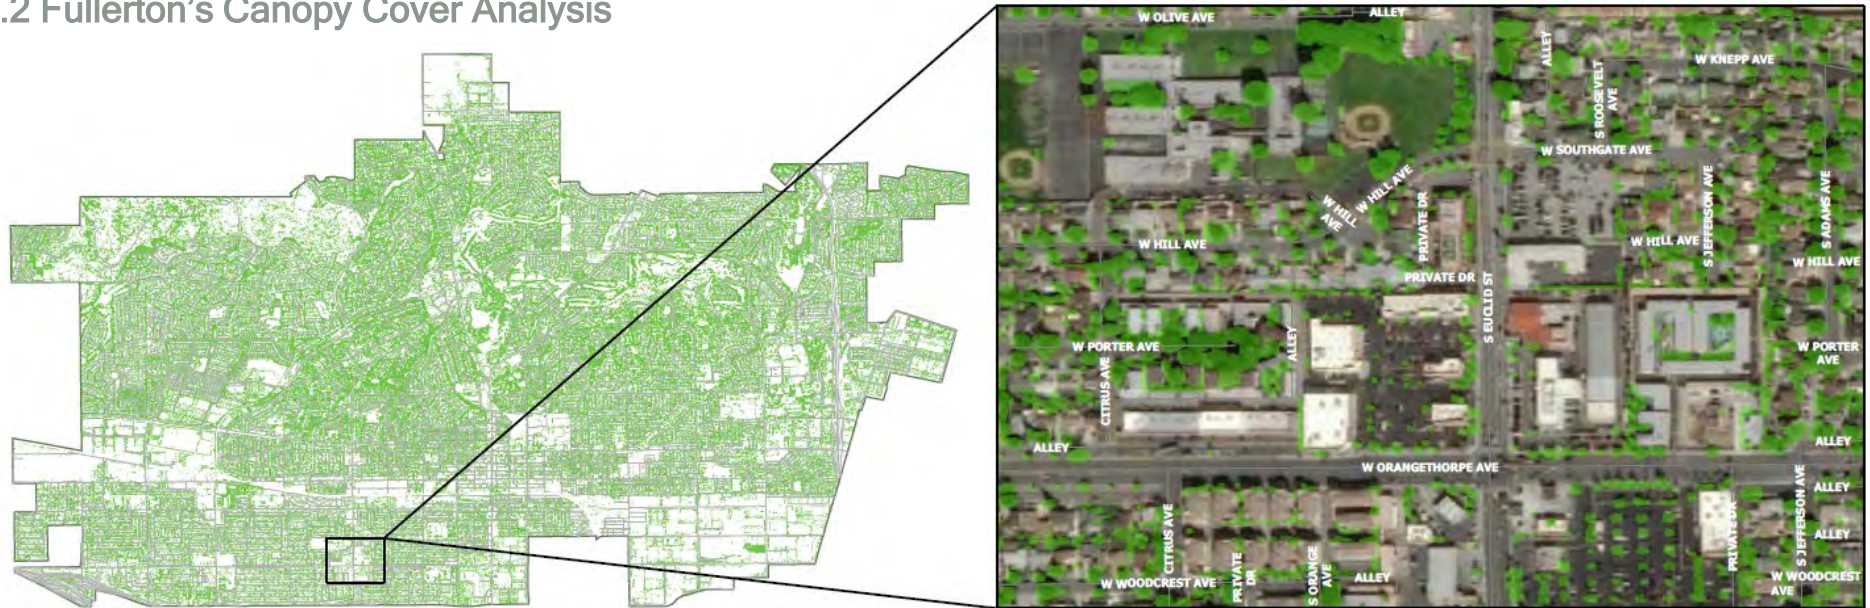 .2 Fullerton's Canopy Cover Analysis
W OLIVE AVE
ALLEY
ALLEY
W KNEPP AVE
S ROOSEVELT
AVE
W SOUTHGATE AVE
W HILL AVE
W HILL
AVE
PRIVATE DR
S JEFFERSON AVE
S ADAMS AVE
W HILL AVE
W HILL AVE
W HILL AVE
PRIVATE DR
S EUCLID ST
W PORTER AVE
CITRUS AVE
ALLEY
W PORTER
AVE
ALLEY
ALLEY
W ORANGETHORPE AVE
CITRUS AVE
PRIVATE
DR
S ORANGE
AVE
ALLEY
W WOODCREST AVE
PRIVATE DR
S JEFFERSON AVE
ALLEY
ALLEY
W WOODCREST
AVE